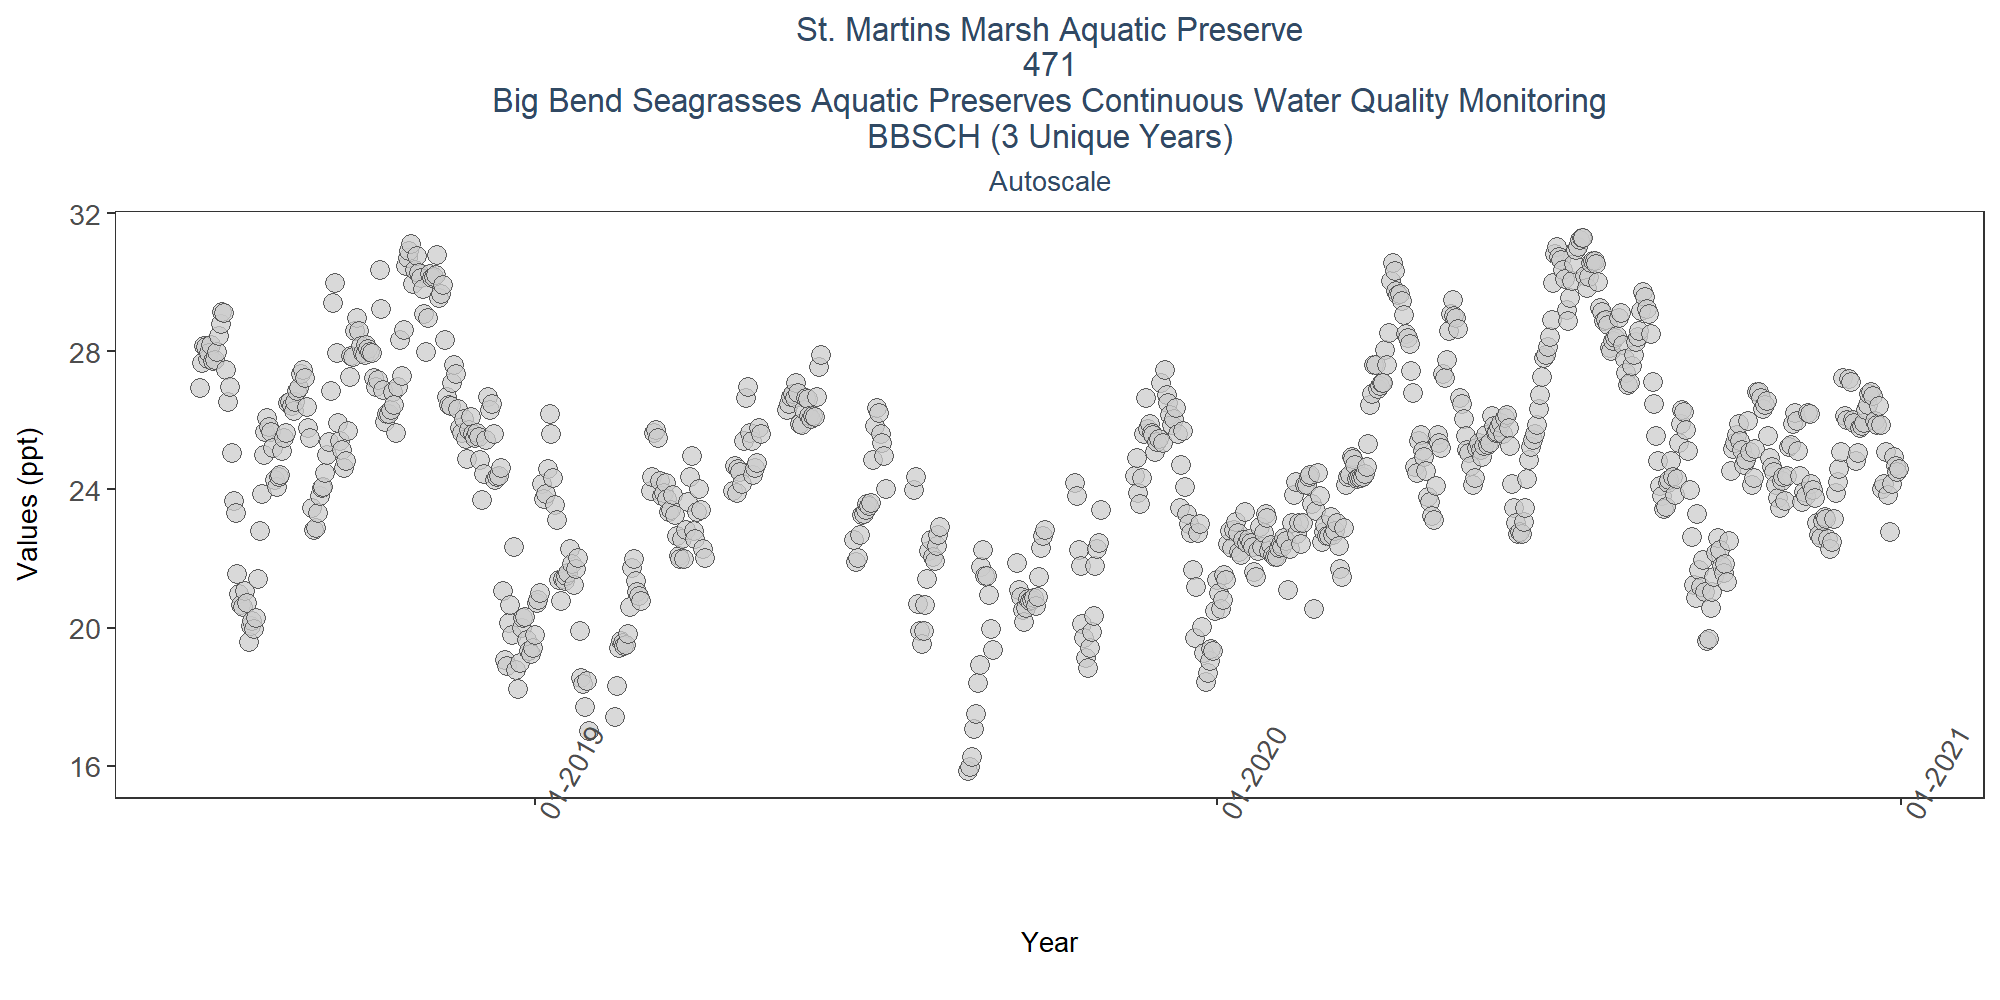 St. Martins Marsh Aquatic Preserve
471
Big Bend Seagrasses Aquatic Preserves Continuous Water Quality Monitoring
BBSCH (3 Unique Years)
Autoscale
Values (ppt)
32
28
24
20
16
01-2019
01-2020
01-2021
Year